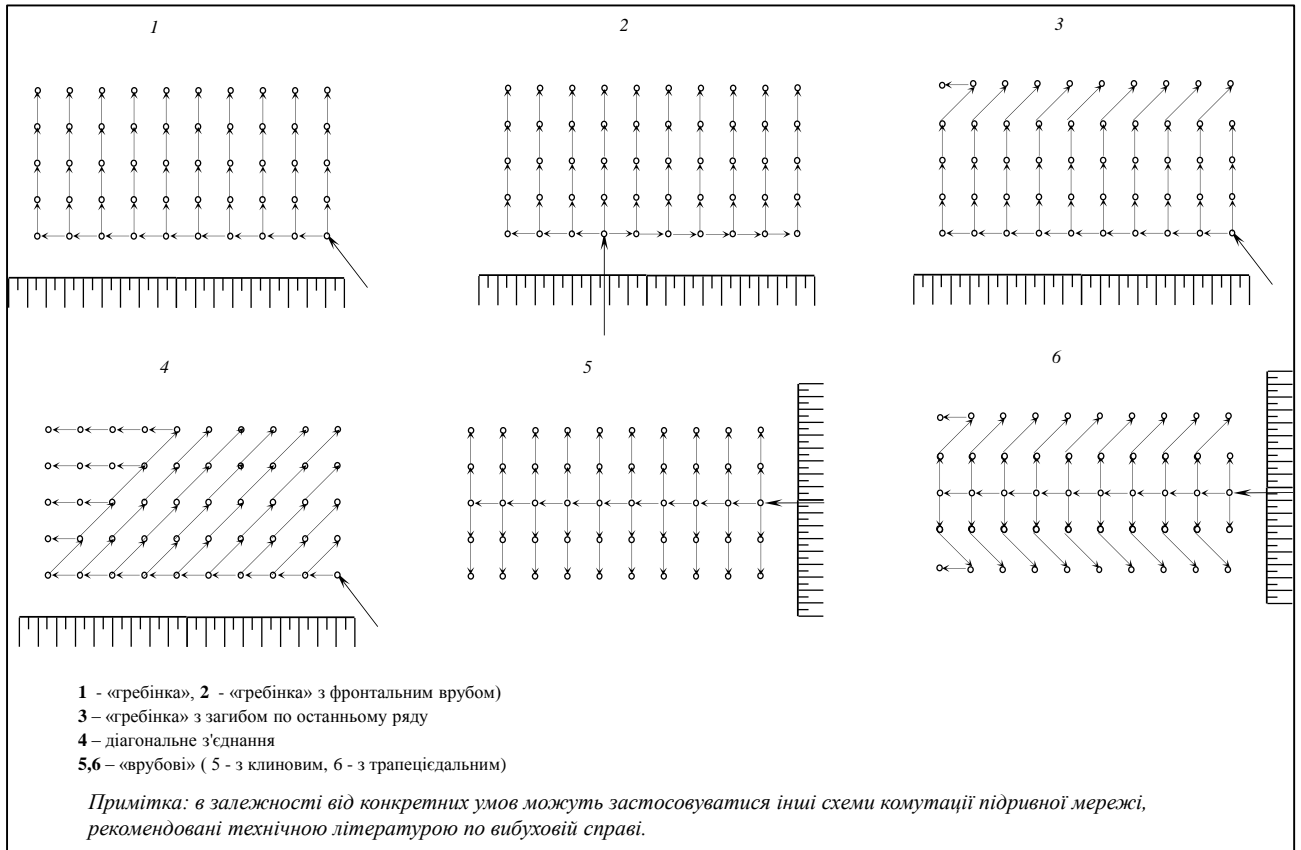 1
2
3
4
5
6
1 - «гребінка», 2 - «гребінка» з фронтальним врубом)
3 – «гребінка» з загибом по останньому ряду
4 – діагональне з'єднання
5,6 – «врубові» ( 5 - з клиновим, 6 - з трапецієдальним)
Примітка: в залежності від конкретних умов можуть застосовуватися інші схеми комутації підривної мережі,
рекомендовані технічною літературою по вибуховій справі.